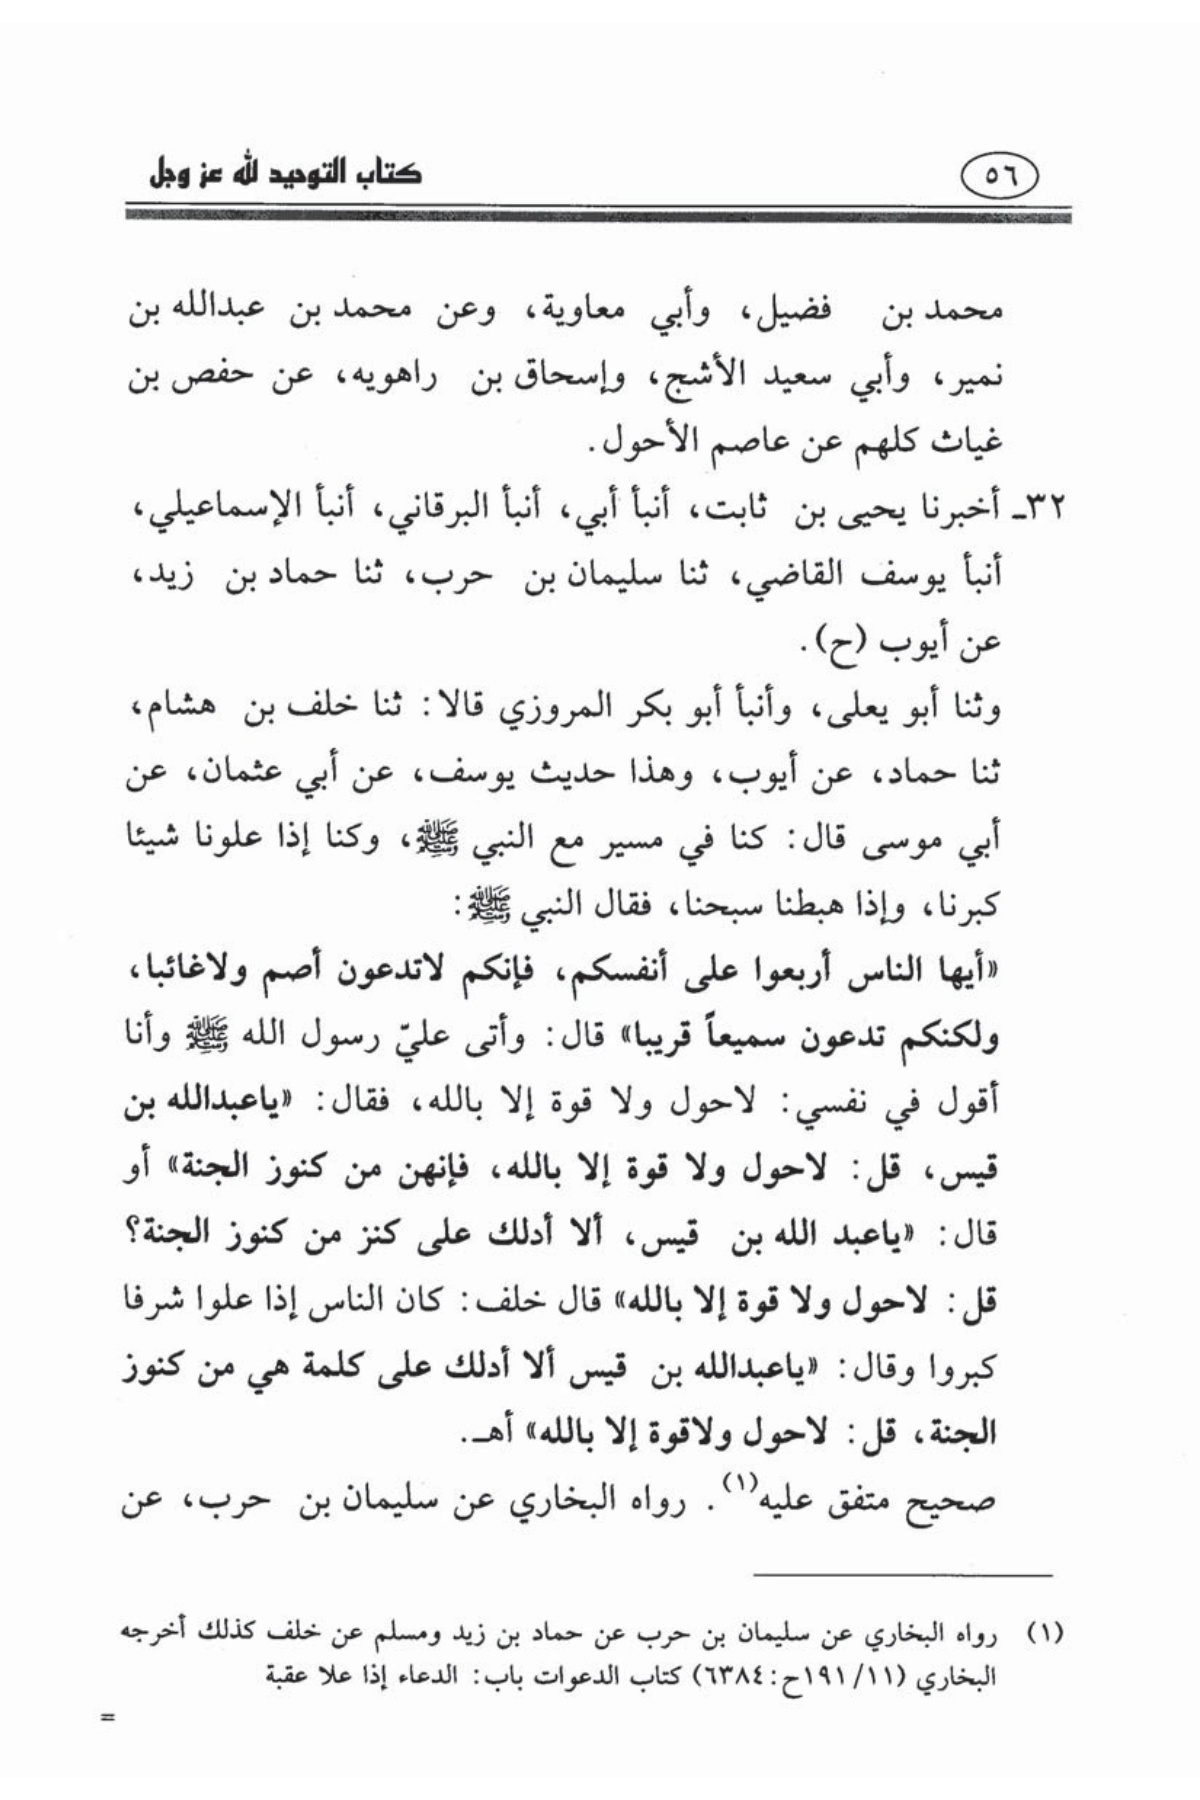 ٥٦ كتاب التوحيد لله عز وجل
محمد بن فضيل، وأبي معاوية، وعن محمد بن عبدالله بن
نمير، وأبي سعيد الأشج، وإسحاق بن راهويه، عن حفص بن
غياث كلهم عن عاصم الأحول.
٣٢ـ أخبرنا يحيى بن ثابت، أنبأ أبي، أنبأ البرقاني، أنبأ الإسماعيلي،
أنبأ يوسف القاضي، ثنا سليمان بن حرب، ثنا حماد بن زيد،
عن أيوب (ح).
وثنا أبو يعلى، وأنبأ أبو بكر المروزي قالا: ثنا خلف بن هشام،
ثنا حماد، عن أيوب، وهذا حديث يوسف، عن أبي عثمان، عن
أبي موسى قال: كنا في مسير مع النبي ﷺ، وكنا إذا علونا شيئا
كبرنا، وإذا هبطنا سبحنا، فقال النبي ﷺ:
«أيها الناس أربعوا على أنفسكم، فإنكم لاتدعون أصم ولاغائبا،
ولكنكم تدعون سميعاً قريبا» قال: وأتى عليّ رسول الله ﷺ وأنا
أقول في نفسي: لاحول ولا قوة إلا بالله، فقال: «ياعبدالله بن
قيس، قل: لاحول ولا قوة إلا بالله، فإنهن من كنوز الجنة» أو
قال: «ياعبد الله بن قيس، ألا أدلك على كنز من كنوز الجنة؟
قل: لاحول ولا قوة إلا بالله» قال خلف: كان الناس إذا علوا شرفا
كبروا وقال: «ياعبدالله بن قيس ألا أدلك على كلمة هي من كنوز
الجنة، قل: لاحول ولاقوة إلا بالله» أهـ.
صحيح متفق عليه(١). رواه البخاري عن سليمان بن حرب، عن
(١) رواه البخاري عن سليمان بن حرب عن حماد بن زيد ومسلم عن خلف كذلك أخرجه
البخاري (١٩١/١١ح:٦٣٨٤) كتاب الدعوات باب: الدعاء إذا علا عقبة
=